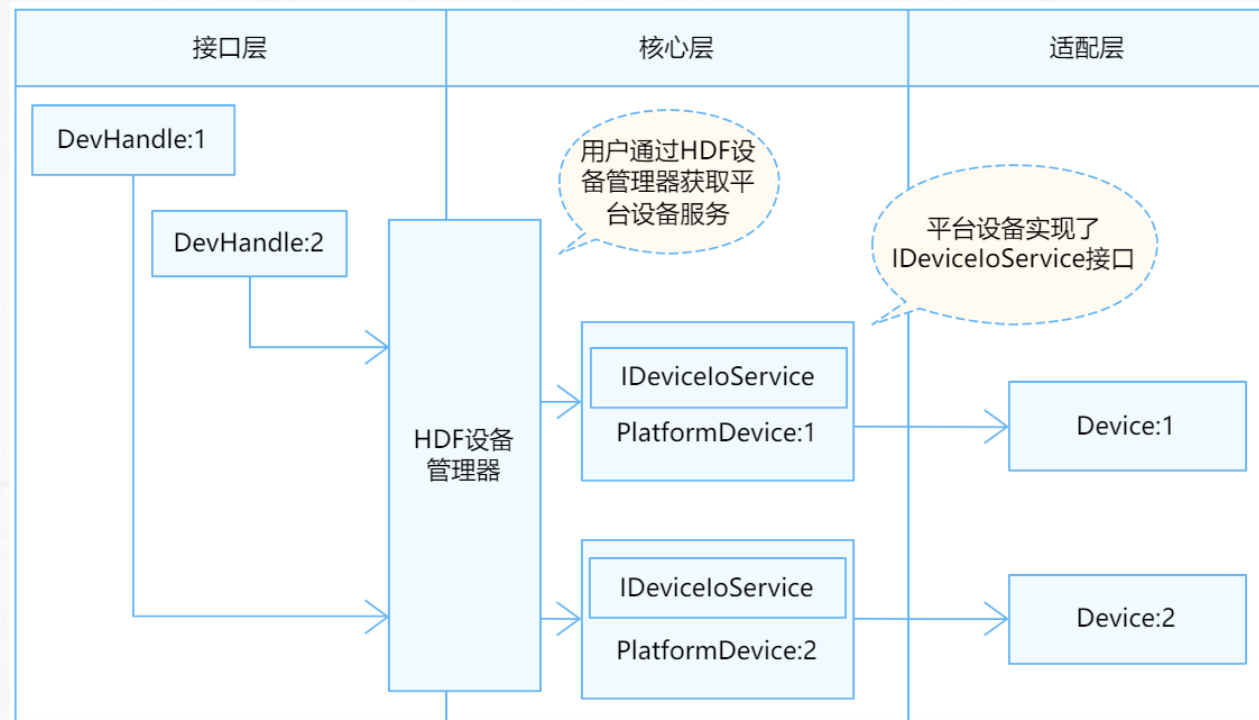 接口层
核心层
适配层
DevHandle:1
DevHandle:2
用户通过HDF设
备管理器获取平
台设备服务
平台设备实现了
IDeviceIoService接口
HDF设备
管理器
IDeviceIoService
PlatformDevice:1
Device:1
IDeviceIoService
PlatformDevice:2
Device:2